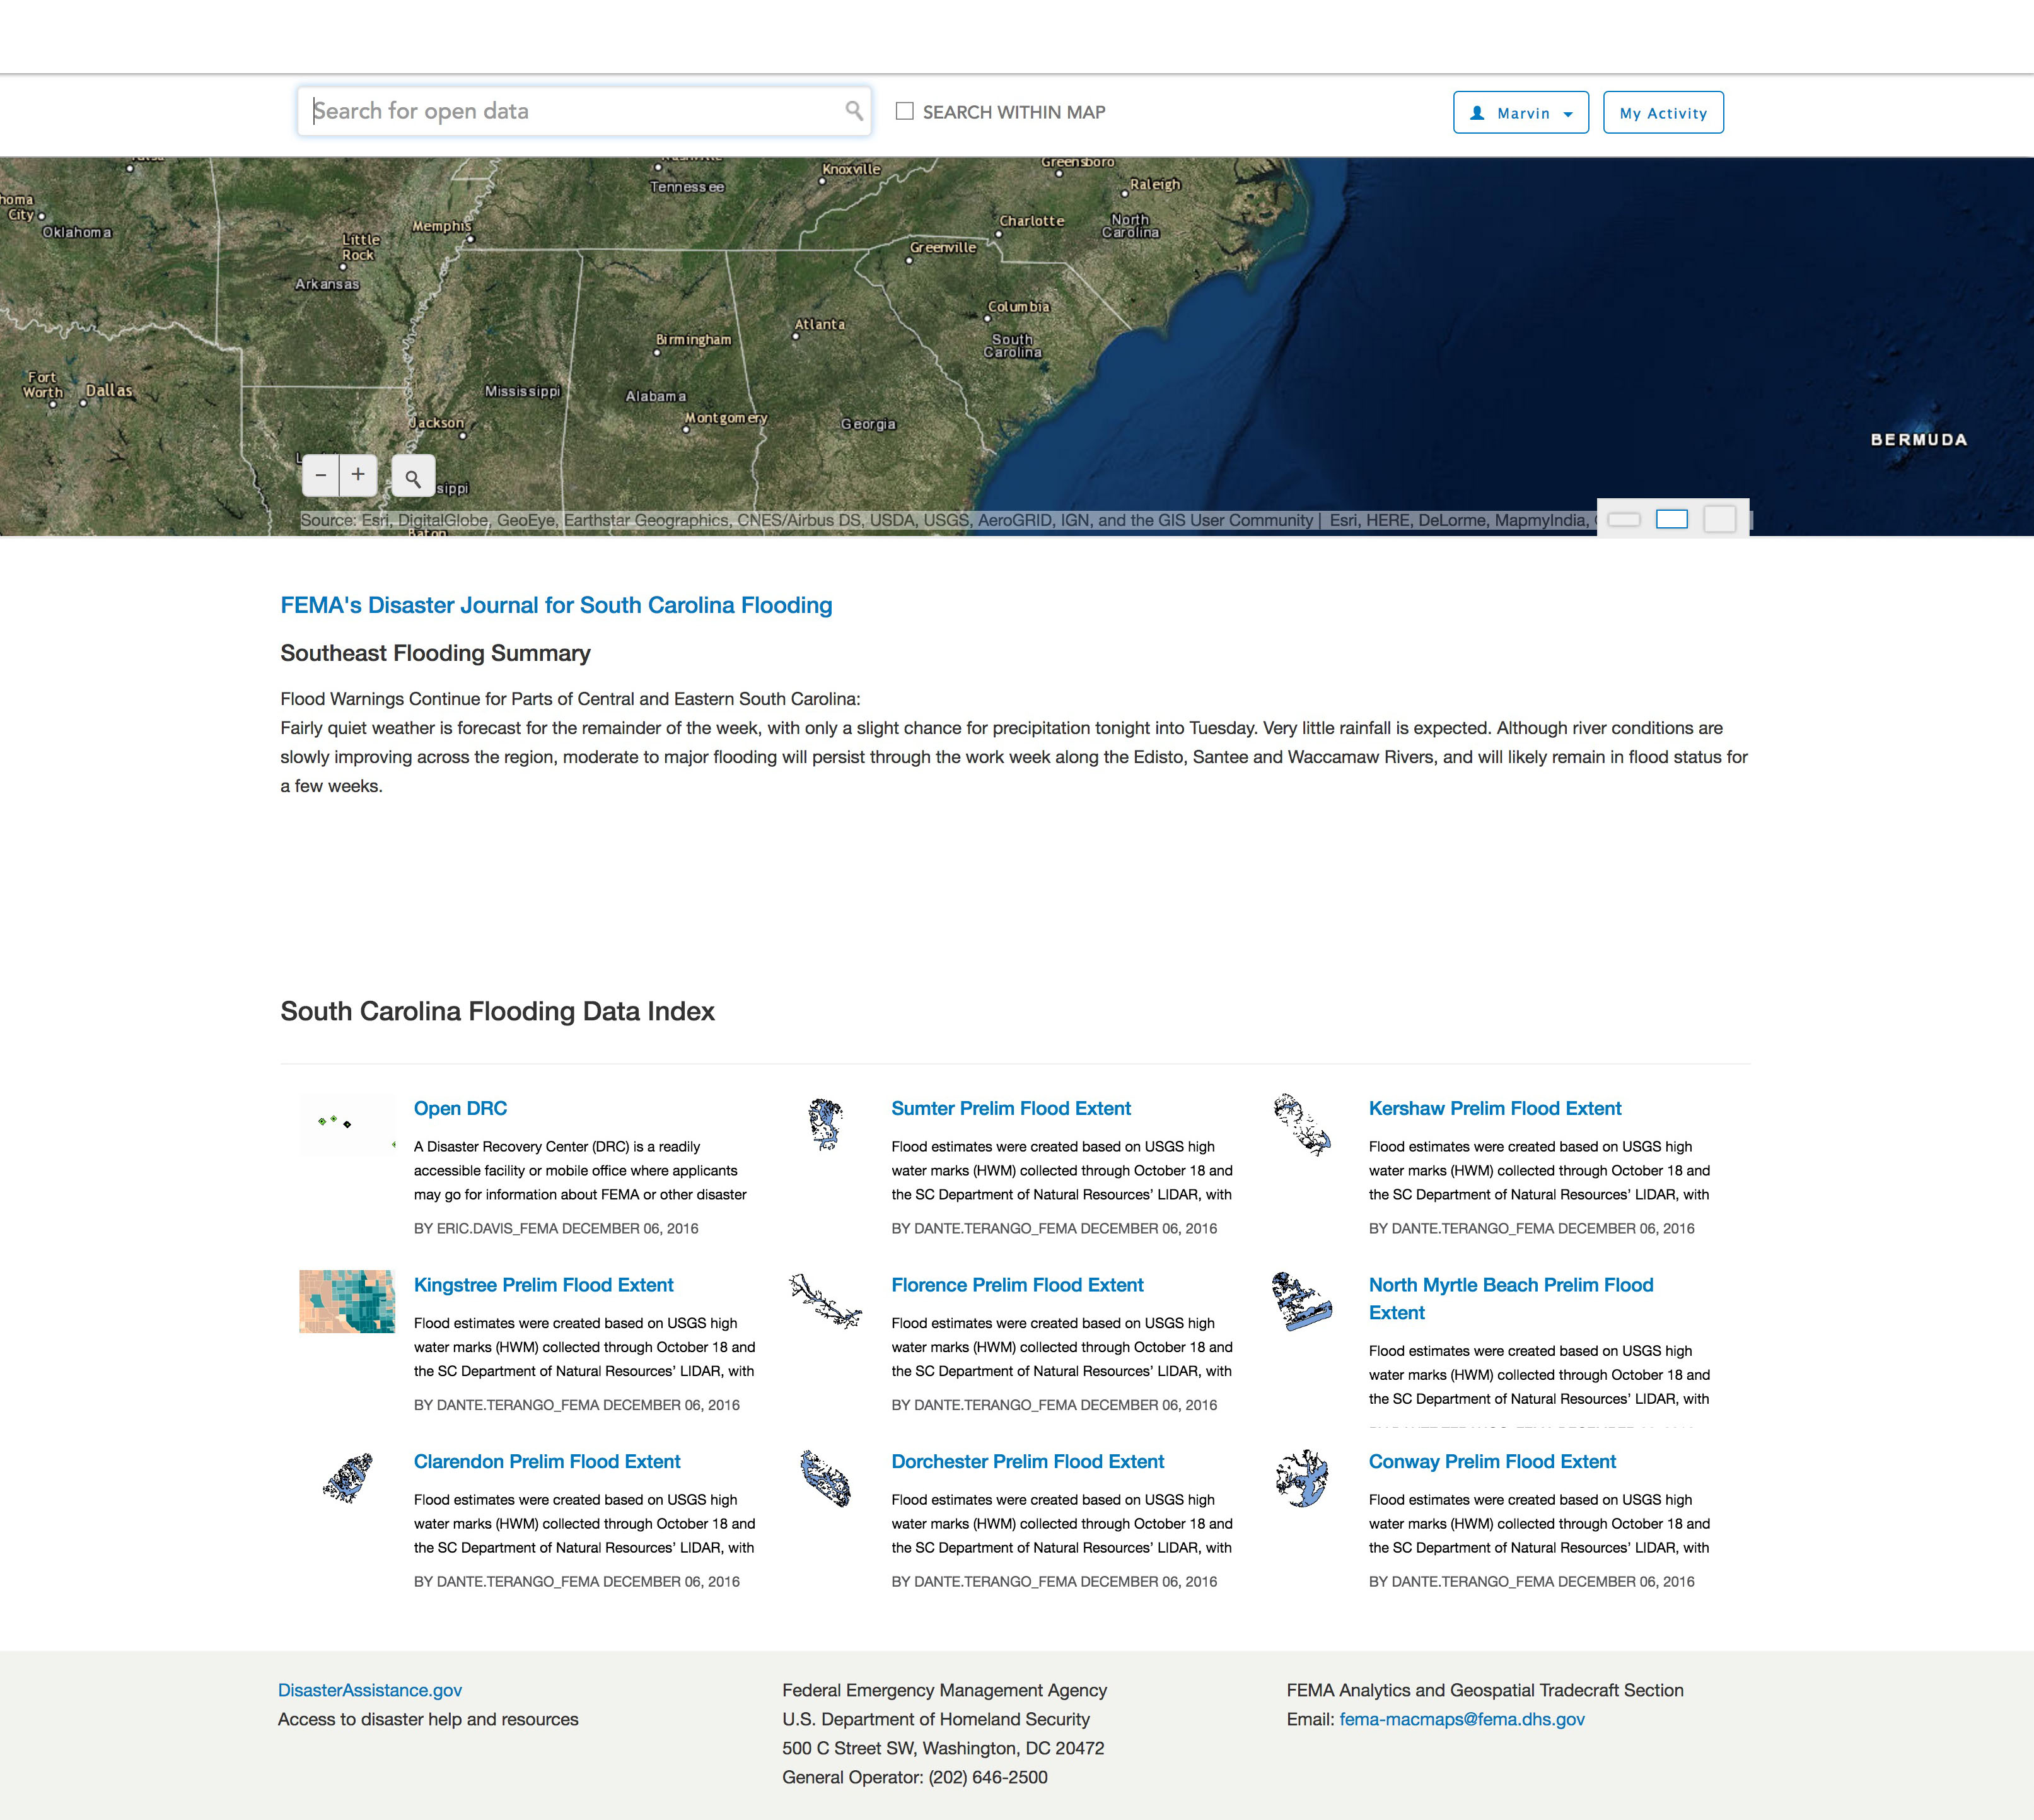 Search for open data
SEARCH WITHIN MAP
Marvin
My Activity
Knoxville
Greensboro
Tennessee
Raleigh
homa
City
Oklahoma
Memphis
Charlotte
North
Carolina
Little
Rock
Greenville
Arkansas
Columbia
Atlanta
Birmingham
South
Carolina
Fort
Worth
Dallas
Mississippi
Alabama
Montgomery
Jackson
Georgia
BERMUDA
− +
sippi
Source: Esri, DigitalGlobe, GeoEye, Earthstar Geographics, CNES/Airbus DS, USDA, USGS, AeroGRID, IGN, and the GIS User Community | Esri, HERE, DeLorme, MapmyIndia,
Baton
FEMA's Disaster Journal for South Carolina Flooding
Southeast Flooding Summary
Flood Warnings Continue for Parts of Central and Eastern South Carolina:
Fairly quiet weather is forecast for the remainder of the week, with only a slight chance for precipitation tonight into Tuesday. Very little rainfall is expected. Although river conditions are
slowly improving across the region, moderate to major flooding will persist through the work week along the Edisto, Santee and Waccamaw Rivers, and will likely remain in flood status for
a few weeks.
South Carolina Flooding Data Index
Open DRC
A Disaster Recovery Center (DRC) is a readily
accessible facility or mobile office where applicants
may go for information about FEMA or other disaster
BY ERIC.DAVIS_FEMA DECEMBER 06, 2016
Sumter Prelim Flood Extent
Flood estimates were created based on USGS high
water marks (HWM) collected through October 18 and
the SC Department of Natural Resources’ LIDAR, with
BY DANTE.TERANGO_FEMA DECEMBER 06, 2016
Kershaw Prelim Flood Extent
Flood estimates were created based on USGS high
water marks (HWM) collected through October 18 and
the SC Department of Natural Resources’ LIDAR, with
BY DANTE.TERANGO_FEMA DECEMBER 06, 2016
Kingstree Prelim Flood Extent
Flood estimates were created based on USGS high
water marks (HWM) collected through October 18 and
the SC Department of Natural Resources’ LIDAR, with
BY DANTE.TERANGO_FEMA DECEMBER 06, 2016
Florence Prelim Flood Extent
Flood estimates were created based on USGS high
water marks (HWM) collected through October 18 and
the SC Department of Natural Resources’ LIDAR, with
BY DANTE.TERANGO_FEMA DECEMBER 06, 2016
North Myrtle Beach Prelim Flood
Extent
Flood estimates were created based on USGS high
water marks (HWM) collected through October 18 and
the SC Department of Natural Resources’ LIDAR, with
Clarendon Prelim Flood Extent
Flood estimates were created based on USGS high
water marks (HWM) collected through October 18 and
the SC Department of Natural Resources’ LIDAR, with
BY DANTE.TERANGO_FEMA DECEMBER 06, 2016
Dorchester Prelim Flood Extent
Flood estimates were created based on USGS high
water marks (HWM) collected through October 18 and
the SC Department of Natural Resources’ LIDAR, with
BY DANTE.TERANGO_FEMA DECEMBER 06, 2016
Conway Prelim Flood Extent
Flood estimates were created based on USGS high
water marks (HWM) collected through October 18 and
the SC Department of Natural Resources’ LIDAR, with
BY DANTE.TERANGO_FEMA DECEMBER 06, 2016
DisasterAssistance.gov
Access to disaster help and resources
Federal Emergency Management Agency
U.S. Department of Homeland Security
500 C Street SW, Washington, DC 20472
General Operator: (202) 646-2500
FEMA Analytics and Geospatial Tradecraft Section
Email: fema-macmaps@fema.dhs.gov